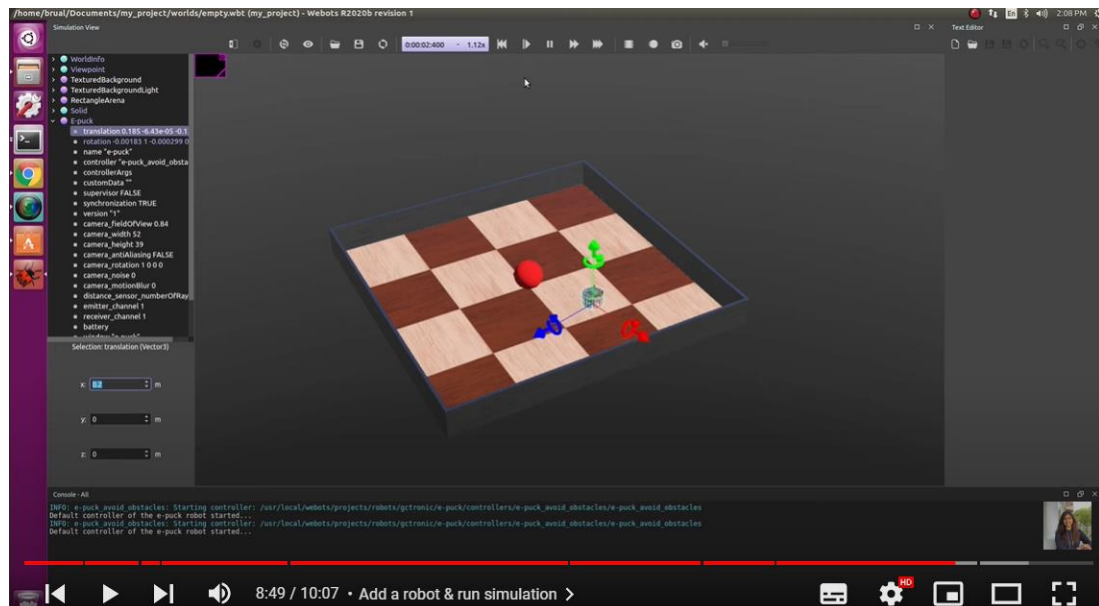 /home/brual/Documents/my_project/worlds/empty.wbt (my_project) - Webots R2020b revision 1
En
2:08 PM
Simulation View
Text Editor
0:00:02:400 - 1.12x
WorldInfo
Viewpoint
TexturedBackground
TexturedBackgroundLight
RectangleArena
Solid
E-puck
translation 0.185 -6.43e-05 -0.1
rotation -0.00183 1 -0.000299 0
name "e-puck"
controller "e-puck_avoid_obsta
controllerArgs
customData ""
supervisor FALSE
synchronization TRUE
version "1"
camera_fieldOfView 0.84
camera_width 52
camera_height 39
camera_antiAliasing FALSE
camera_rotation 1 0 0 0
camera_noise 0
camera_motionBlur 0
distance_sensor_numberOfRay
emitter_channel 1
receiver_channel 1
battery
window "e-puck"
Selection: translation (Vector3)
x: 0.2 m
y: 0 m
z: 0 m
Console - All
INFO: e-puck_avoid_obstacles: Starting controller: /usr/local/webots/projects/robots/gctronic/e-puck/controllers/e-puck_avoid_obstacles/e-puck_avoid_obstacles
Default controller of the e-puck robot started...
INFO: e-puck_avoid_obstacles: Starting controller: /usr/local/webots/projects/robots/gctronic/e-puck/controllers/e-puck_avoid_obstacles/e-puck_avoid_obstacles
Default controller of the e-puck robot started...
8:49 / 10:07 • Add a robot & run simulation
HD